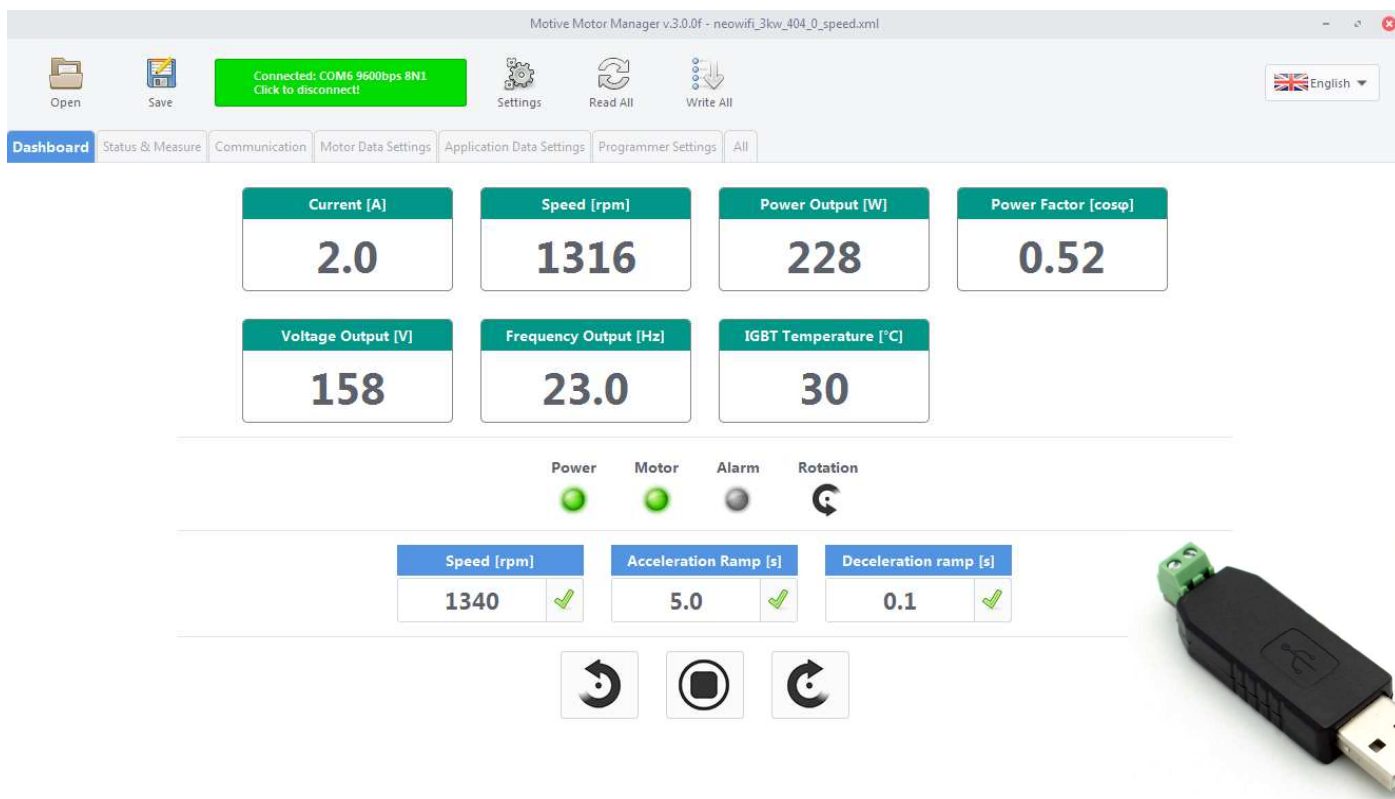 Motive Motor Manager v.3.0.0f - neowifi_3kw_404_0_speed.xml
Open
Save
Connected: COM6 9600bps 8N1
Click to disconnect!
Settings
Read All
Write All
English
Dashboard
Status & Measure
Communication
Motor Data Settings
Application Data Settings
Programmer Settings
All
Current [A]
Speed [rpm]
Power Output [W]
Power Factor [cosφ]
2.0
1316
228
0.52
Voltage Output [V]
Frequency Output [Hz]
IGBT Temperature [°C]
158
23.0
30
Power
Motor
Alarm
Rotation
Speed [rpm]
Acceleration Ramp [s]
Deceleration ramp [s]
1340
5.0
0.1